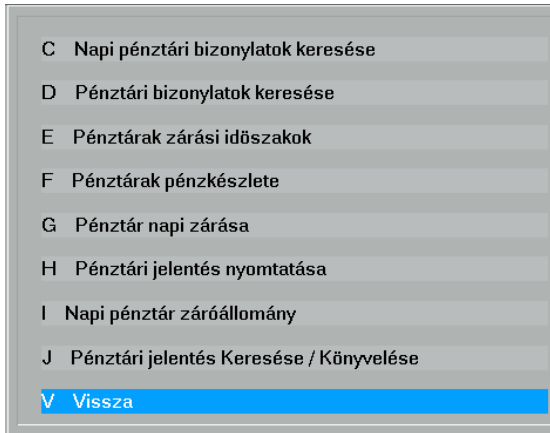 C Napi pénztári bizonylatok keresése
D Pénztári bizonylatok keresése
E Pénztárak zárási idöszakok
F Pénztárak pénzkészlete
G Pénztár napi zárása
H Pénztári jelentés nyomtatása
I Napi pénztár záróállomány
J Pénztári jelentés Keresése / Könyvelése
V Vissza